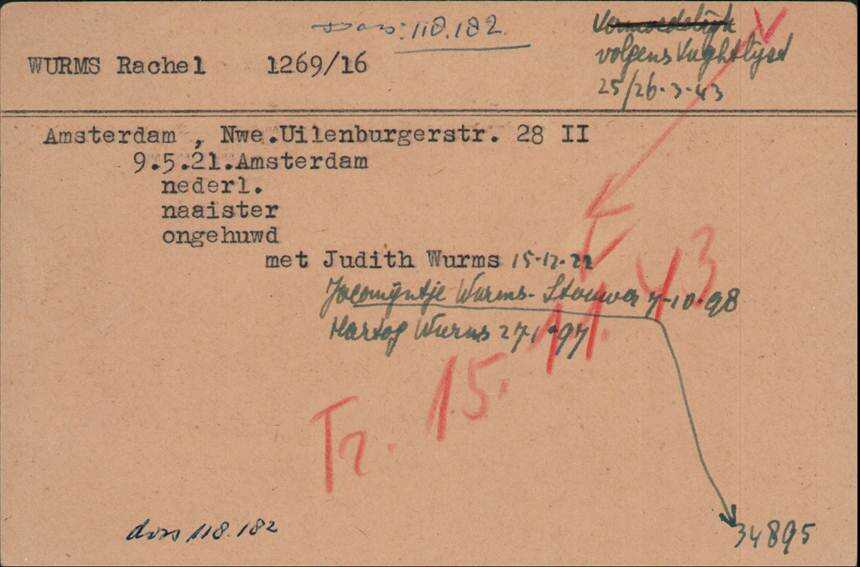 Doss: 118.182
Vermoedelijk
volgens Vughtlijst
25/26-3-43
WURMS Rachel 1269/16
Amsterdam , Nwe.Uilenburgerstr. 28 II
9.5.21.Amsterdam
nederl.
naaister
ongehuwd
met Judith Wurms 15-12-22
Jacomijntje Wurms- 7-10-98
Hartog Wurms 27-1-97
Tr. 15.11.43
doss 118.182
34895